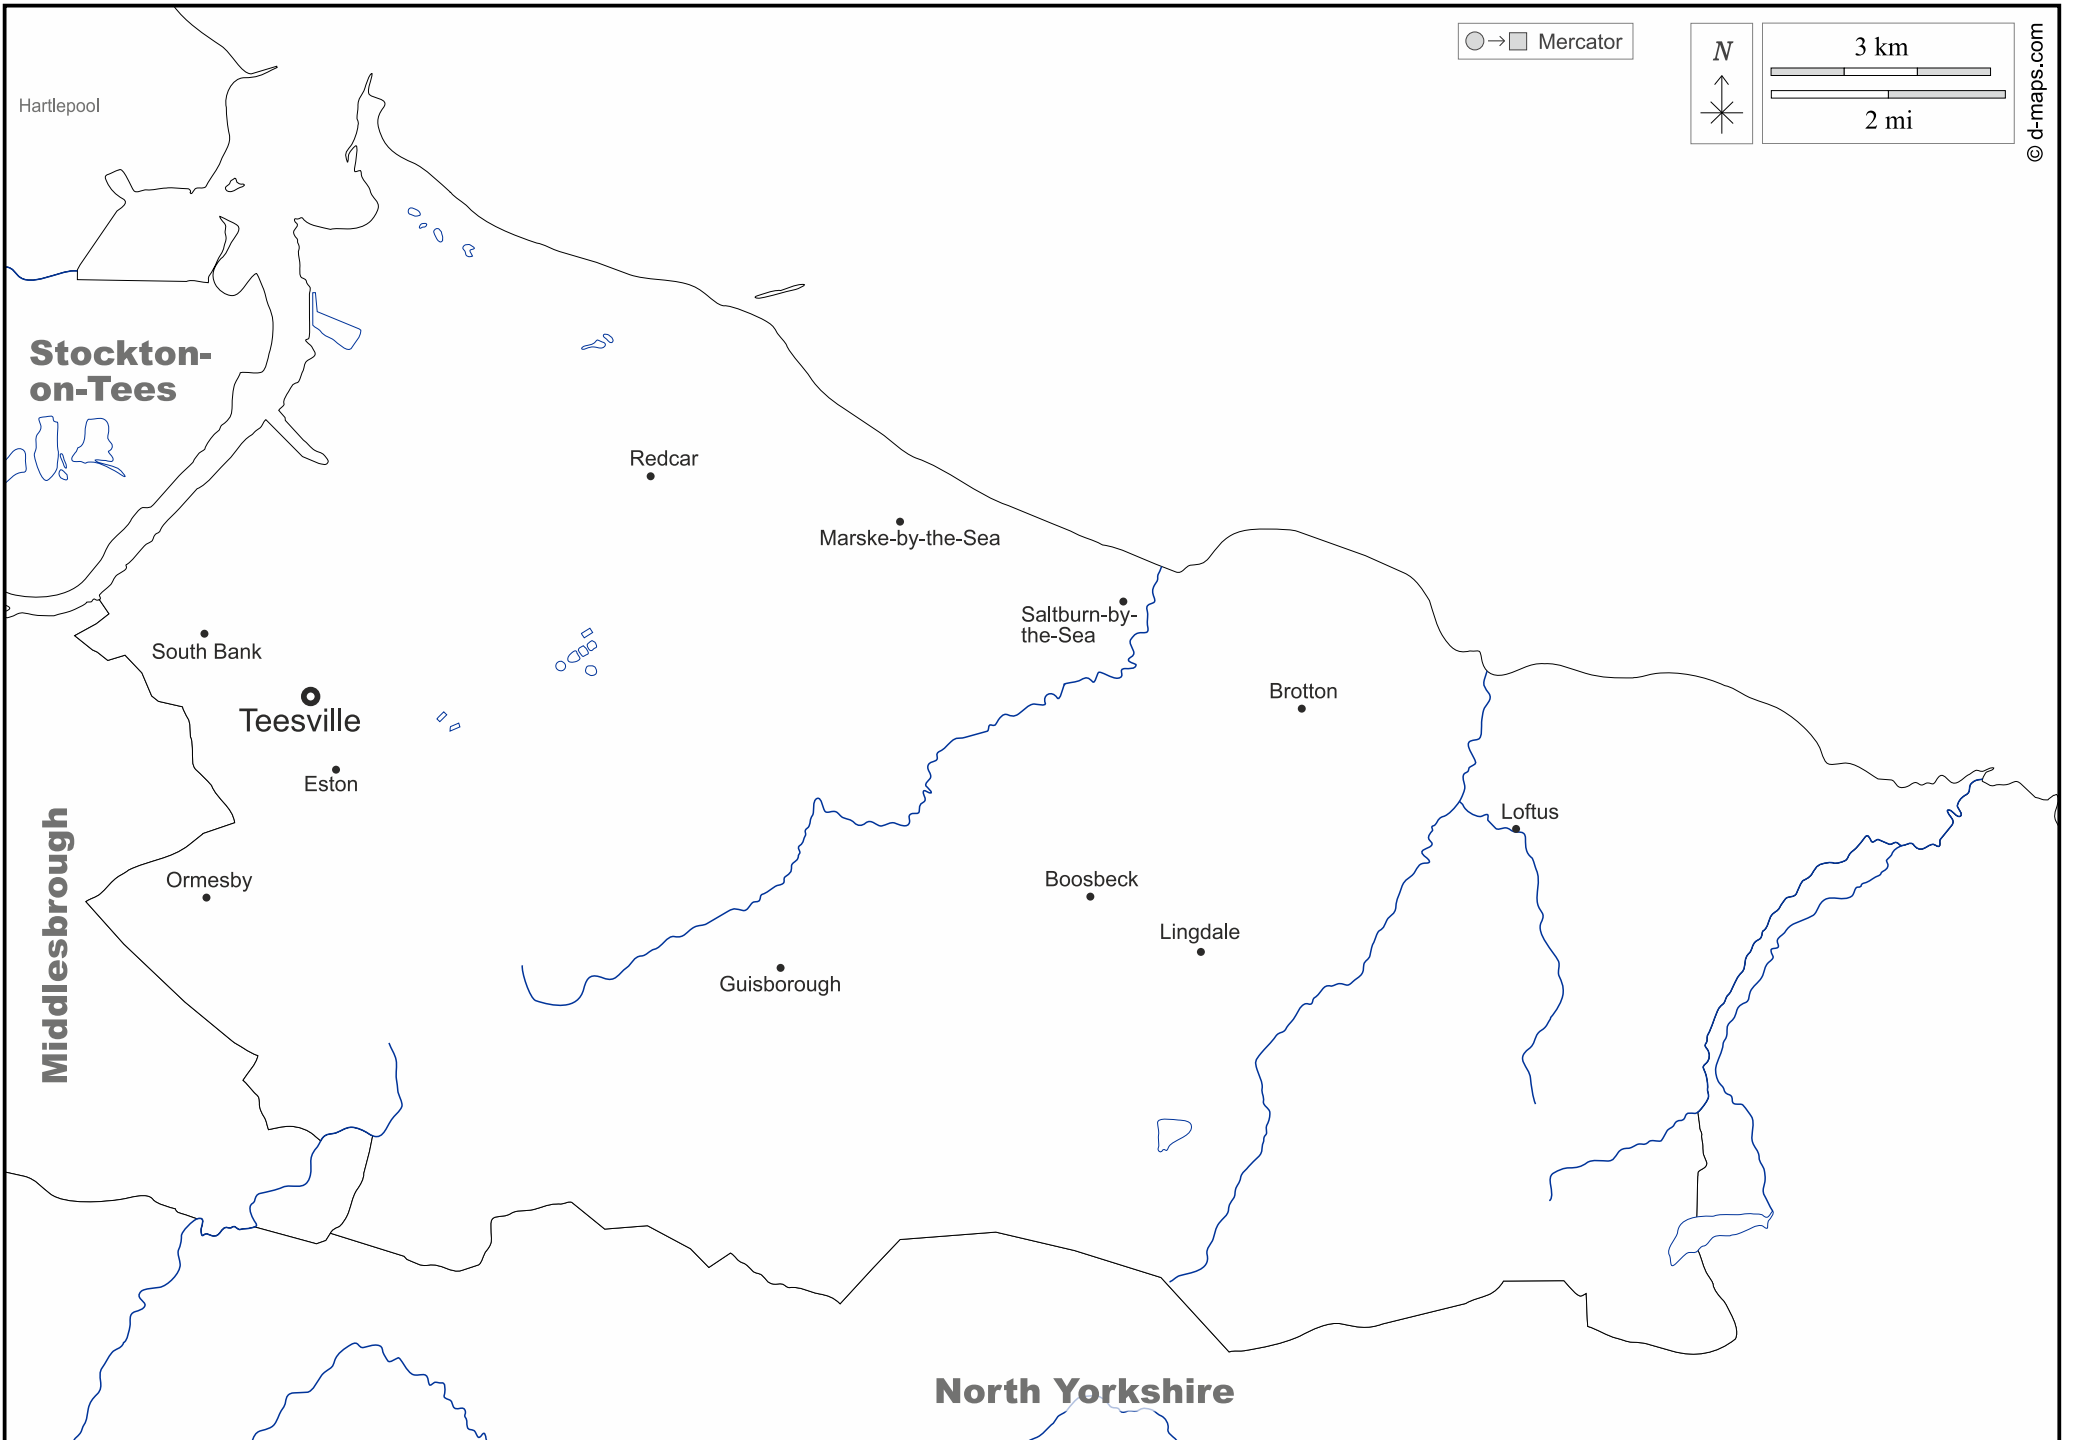 Mercator
N
3 km
2 mi
© d-maps.com
Hartlepool
Stockton-
on-Tees
Redcar
Marske-by-the-Sea
Saltburn-by-
the-Sea
South Bank
Teesville
Eston
Brotton
Loftus
Middlesbrough
Ormesby
Boosbeck
Lingdale
Guisborough
North Yorkshire